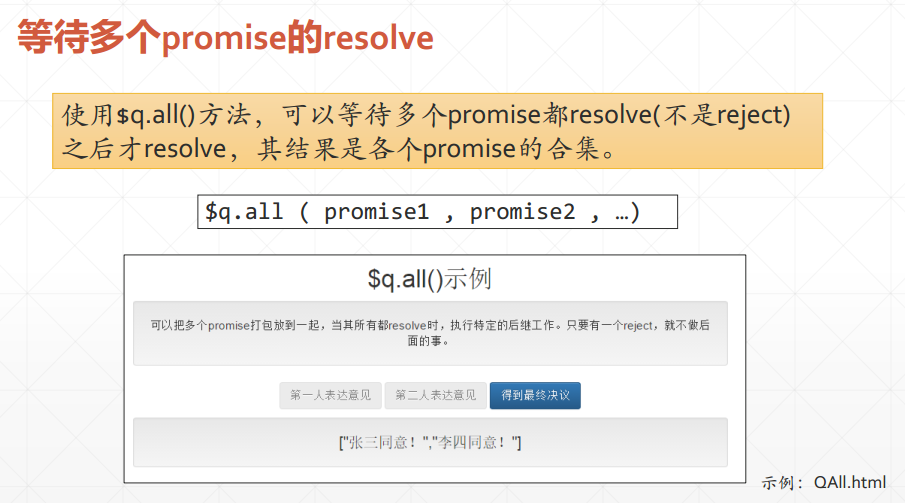 等待多个promise的resolve
使用$q.all()方法，可以等待多个promise都resolve(不是reject)
之后才resolve，其结果是各个promise的合集。
$q.all ( promise1 , promise2 , …)
$q.all()示例
可以把多个promise打包放到一起，当其所有都resolve时，执行特定的后继工作。只要有一个reject，就不做后
面的事。
第一人表达意见 第二人表达意见 得到最终决议
["张三同意！","李四同意！"]
示例：QAll.html